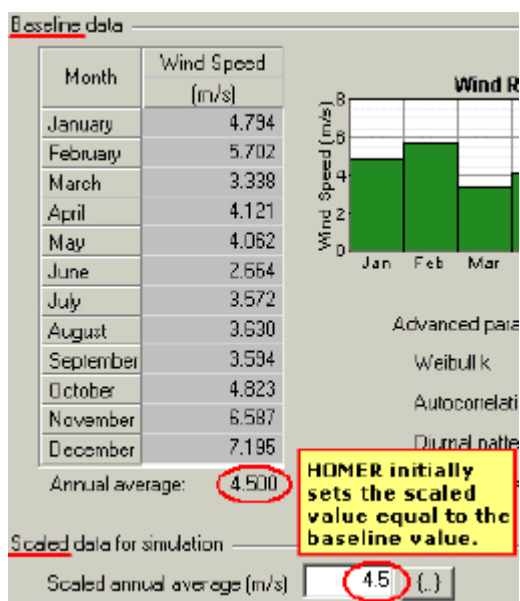 Baseline data
Month Wind Speed
(m/s)
January 4.794
February 5.702
March 3.338
April 4.121
May 4.062
June 2.664
July 3.572
August 3.630
September 3.594
October 4.823
November 6.587
December 7.195
Annual average: 4.500
Wind R
Wind Speed (m/s)
8
6
4
2
0
Jan Feb Mar
Advanced para
Weibull k
Autocorrelati
Diurnal patte
HOMER initially
sets the scaled
value equal to the
baseline value.
Scaled data for simulation
Scaled annual average (m/s) 4.5 {..}